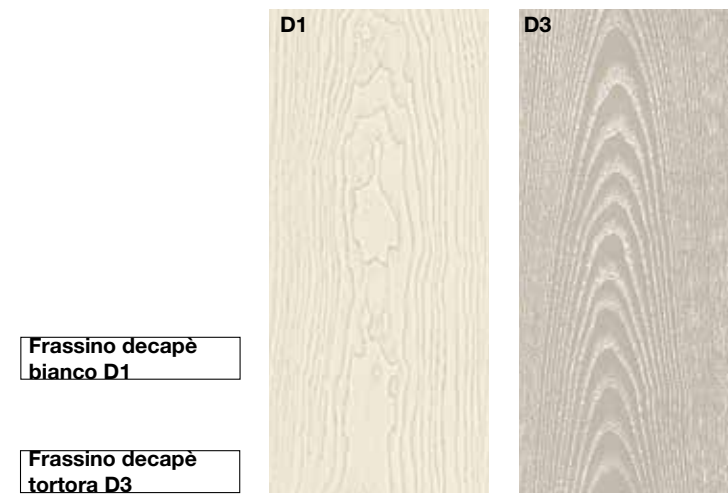 D1
D3
Frassino decapè
bianco D1
Frassino decapè
tortora D3